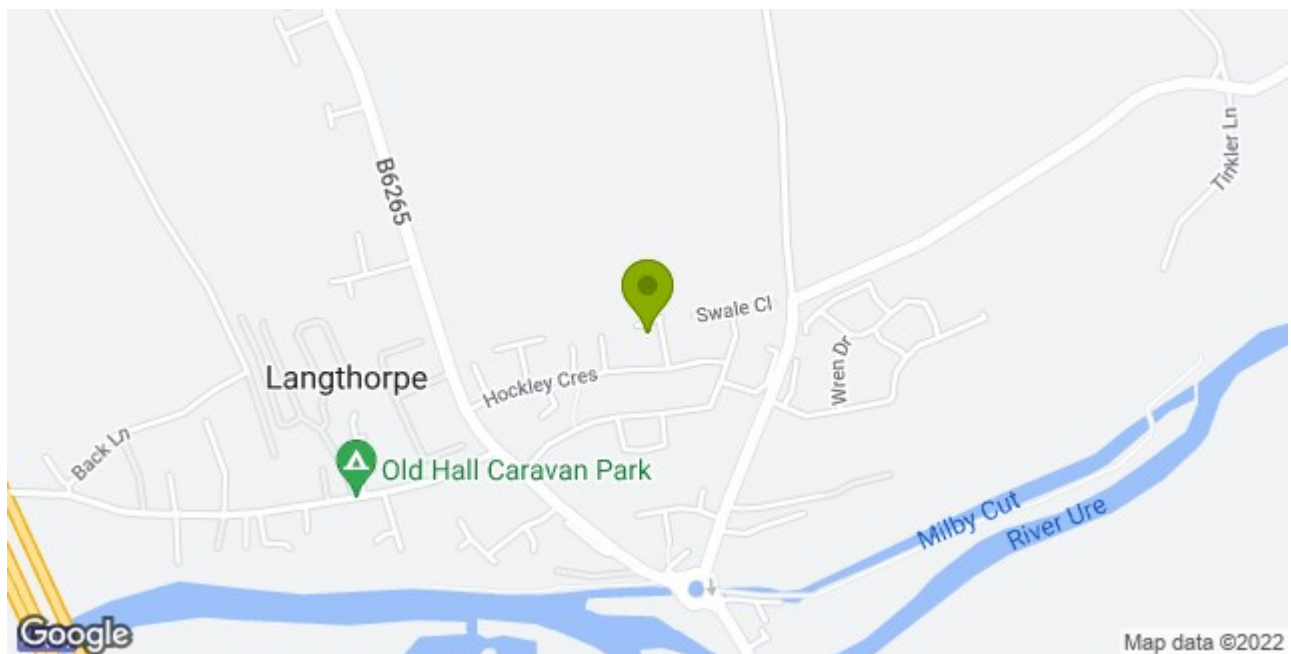 B6265
Tinkler Ln
Swale Cl
Wren Dr
Langthorpe
Hockley Cres
Back Ln
Old Hall Caravan Park
Milby Cut
River Ure
Google
Map data ©2022